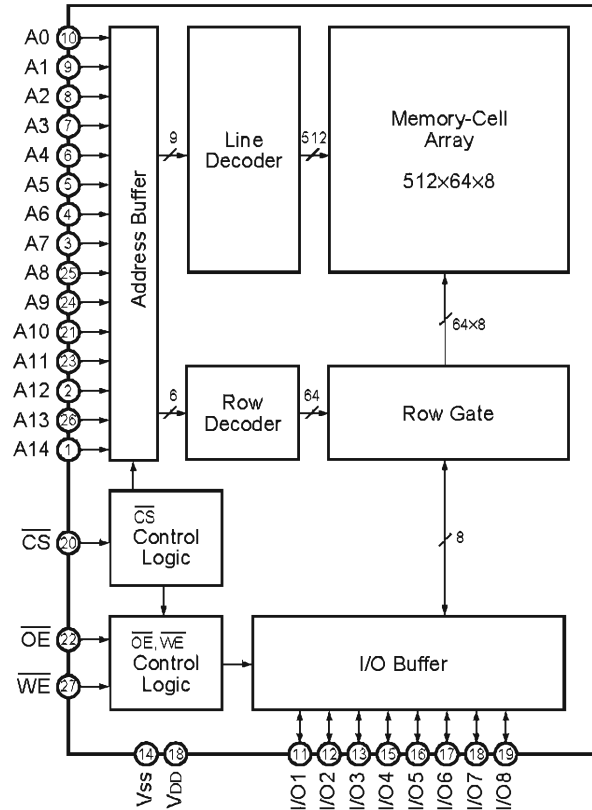 A0 10
A1 9
A2 8
A3 7
A4 6
A5 5
A6 4
A7 3
A8 25
A9 24
A10 21
A11 23
A12 2
A13 26
A14 1
Address Buffer
9
Line
Decoder
512
Memory-Cell
Array
512×64×8
64×8
6
Row
Decoder
64
Row Gate
CS 20
CS
Control
Logic
8
OE 22
WE 27
OE, WE
Control
Logic
I/O Buffer
14 18 11 12 13 15 16 17 18 19
Vss VDD I/O1 I/O2 I/O3 I/O4 I/O5 I/O6 I/O7 I/O8